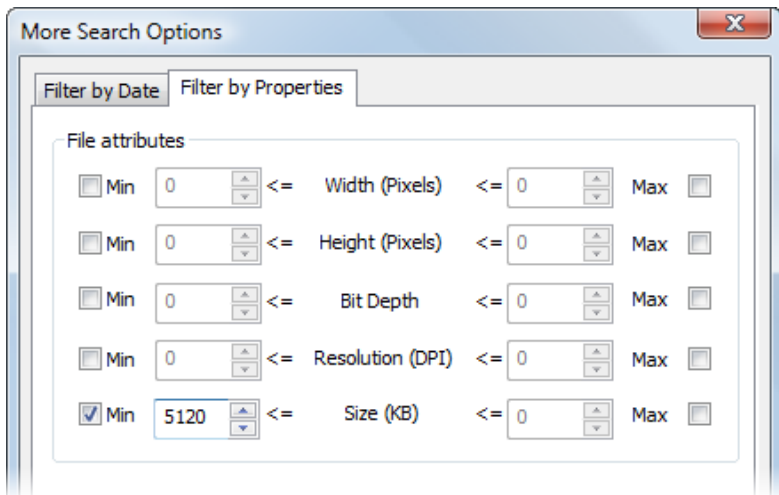 More Search Options
Filter by Date Filter by Properties
File attributes
Min 0 <= Width (Pixels) <= 0 Max
Min 0 <= Height (Pixels) <= 0 Max
Min 0 <= Bit Depth <= 0 Max
Min 0 <= Resolution (DPI) <= 0 Max
Min 5120 <= Size (KB) <= 0 Max